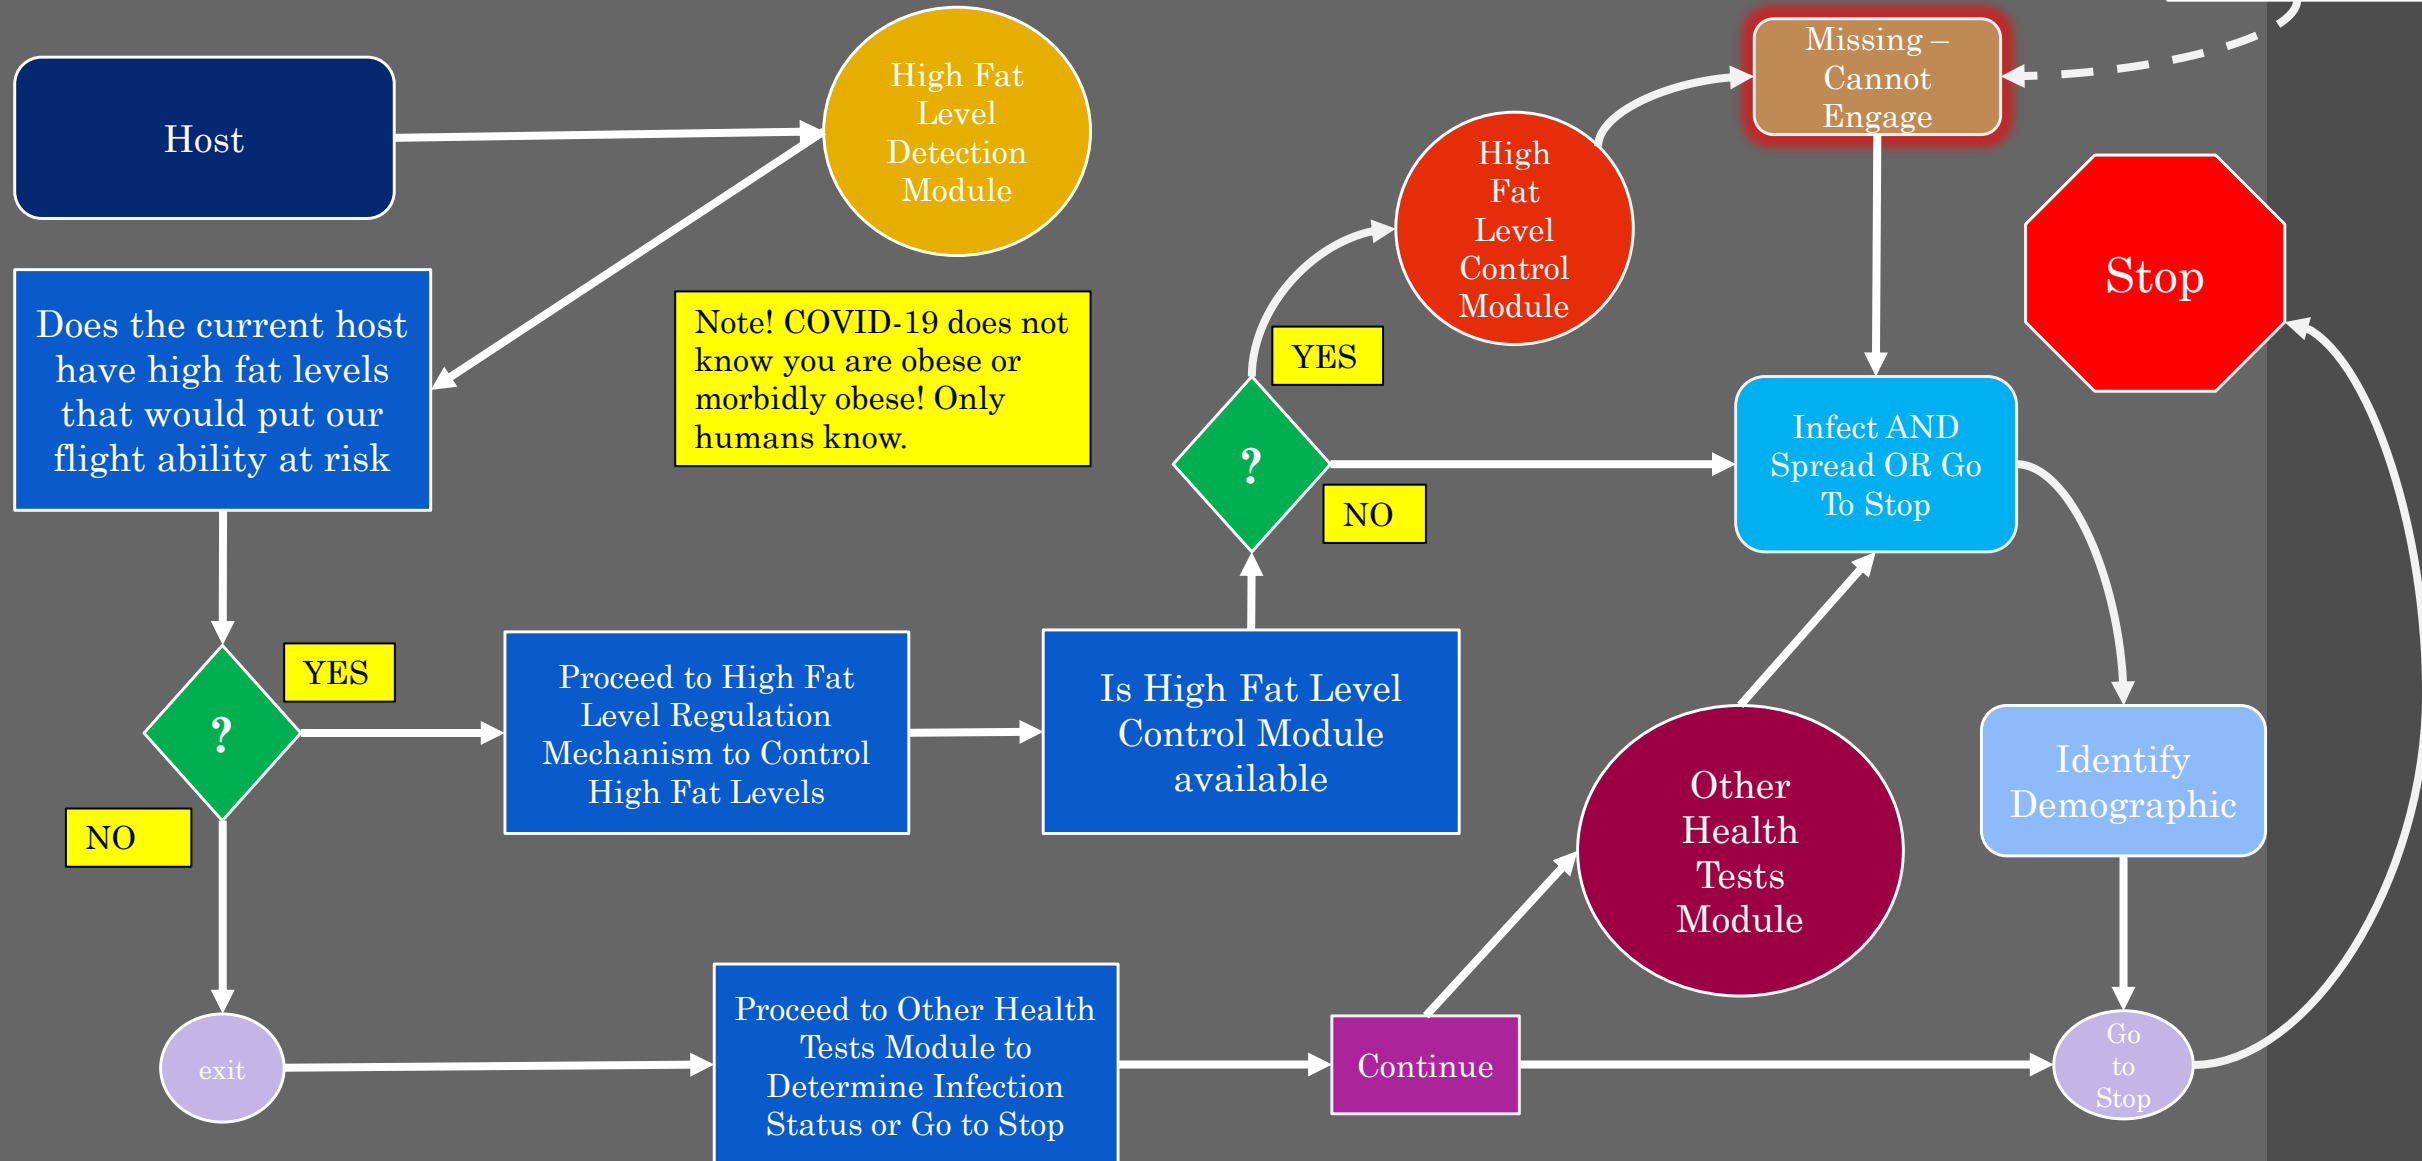 Host
High Fat
Level
Detection
Module
Missing –
Cannot
Engage
High
Fat
Level
Control
Module
Stop
Does the current host
have high fat levels
that would put our
flight ability at risk
Note! COVID-19 does not
know you are obese or
morbidly obese! Only
humans know.
YES
?
NO
Infect AND
Spread OR Go
To Stop
?
YES
NO
Proceed to High Fat
Level Regulation
Mechanism to Control
High Fat Levels
Is High Fat Level
Control Module
available
Other
Health
Tests
Module
Identify
Demographic
exit
Proceed to Other Health
Tests Module to
Determine Infection
Status or Go to Stop
Continue
Go
to
Stop